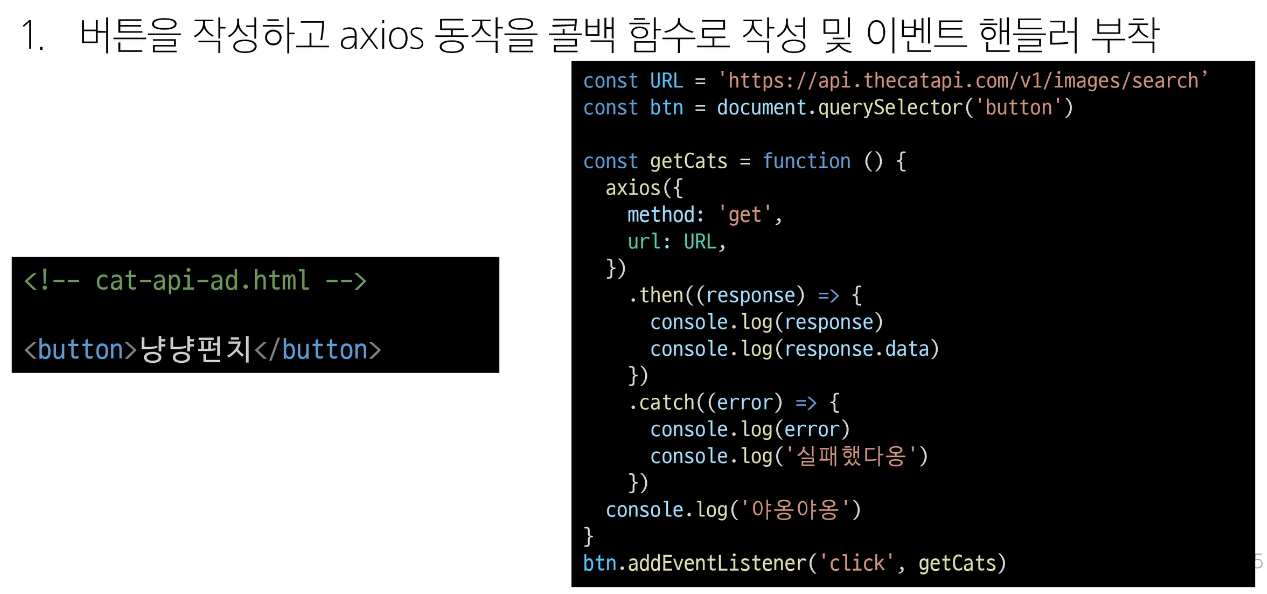 1. 버튼을 작성하고 axios 동작을 콜백 함수로 작성 및 이벤트 핸들러 부착
<!-- cat-api-ad.html -->
<button>냥냥펀치</button>
const URL = 'https://api.thecatapi.com/v1/images/search’
const btn = document.querySelector('button')
const getCats = function () {
axios({
method: 'get',
url: URL,
})
.then((response) => {
console.log(response)
console.log(response.data)
})
.catch((error) => {
console.log(error)
console.log('실패했다옹')
})
console.log('야옹야옹')
}
btn.addEventListener('click', getCats)